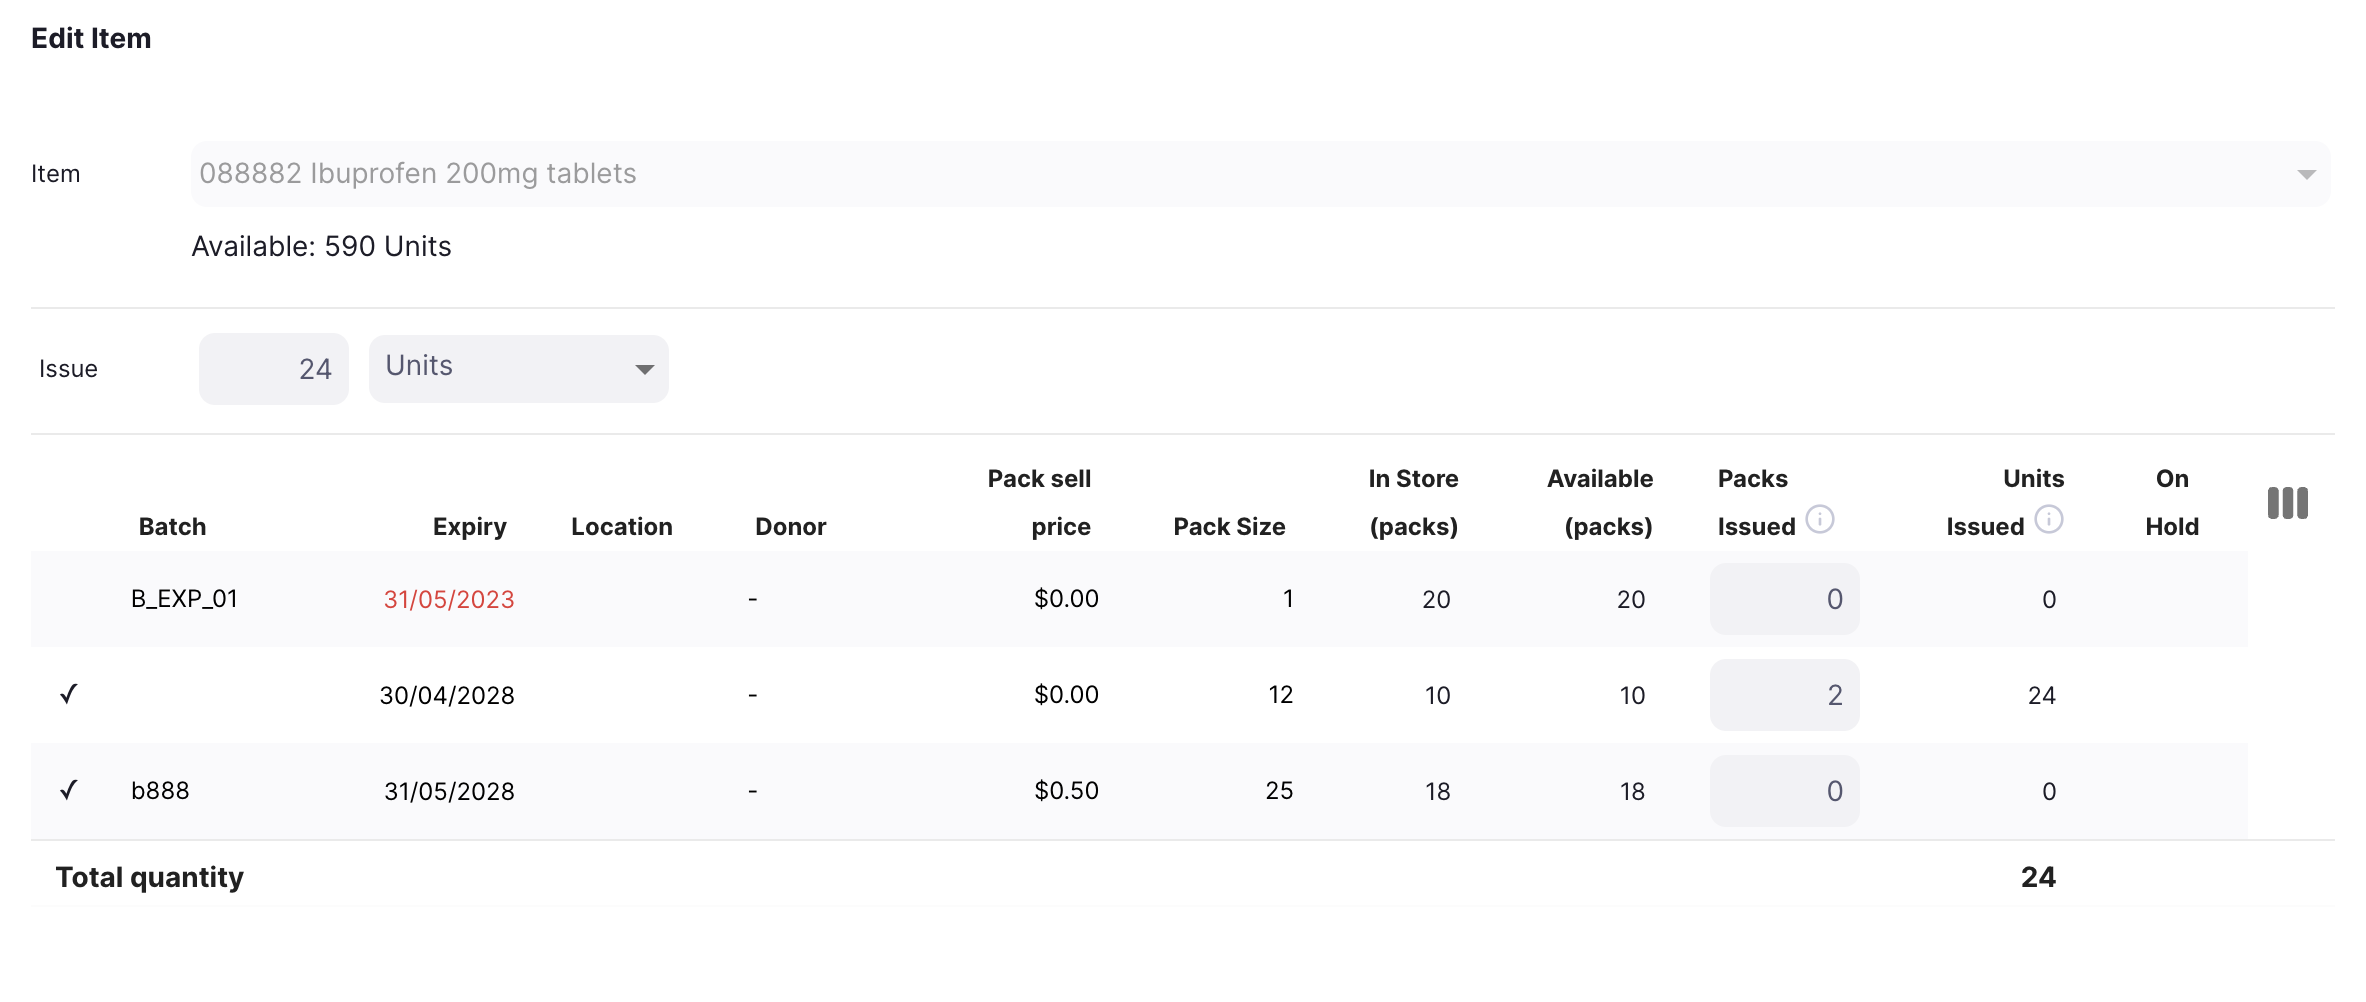 Edit Item
Item 088882 Ibuprofen 200mg tablets
Available: 590 Units
Issue 24 Units
Batch Expiry Location Donor Pack sell price Pack Size In Store (packs) Available (packs) Packs Issued Units Issued On Hold
B_EXP_01 31/05/2023 - $0.00 1 20 20 0 0
✓ 30/04/2028 - $0.00 12 10 10 2 24
✓ b888 31/05/2028 - $0.50 25 18 18 0 0
Total quantity 24